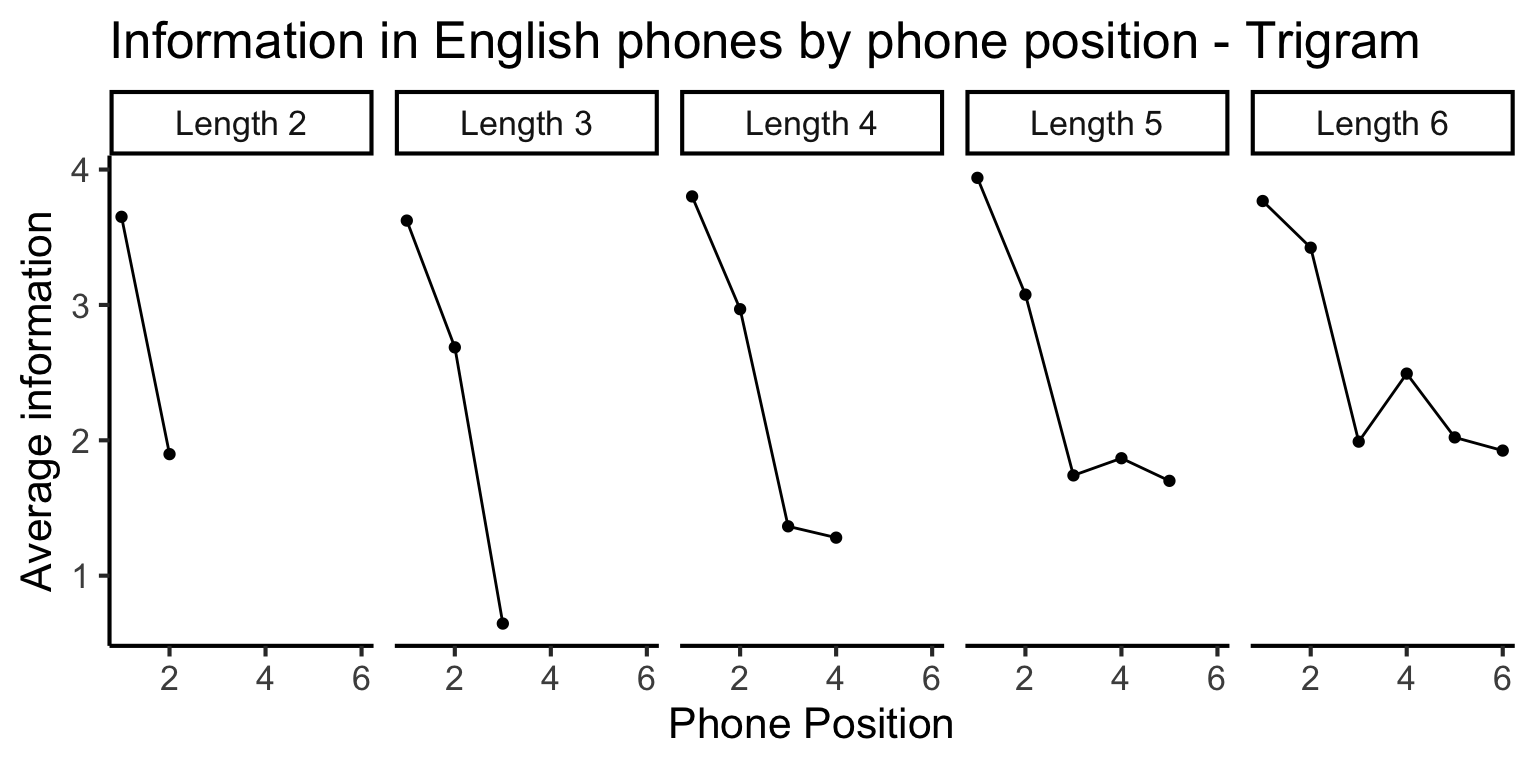 Information in English phones by phone position - Trigram
Length 2
Length 3
Length 4
Length 5
Length 6
Average information
4
3
2
1
2 4 6
2 4 6
2 4 6
2 4 6
2 4 6
Phone Position